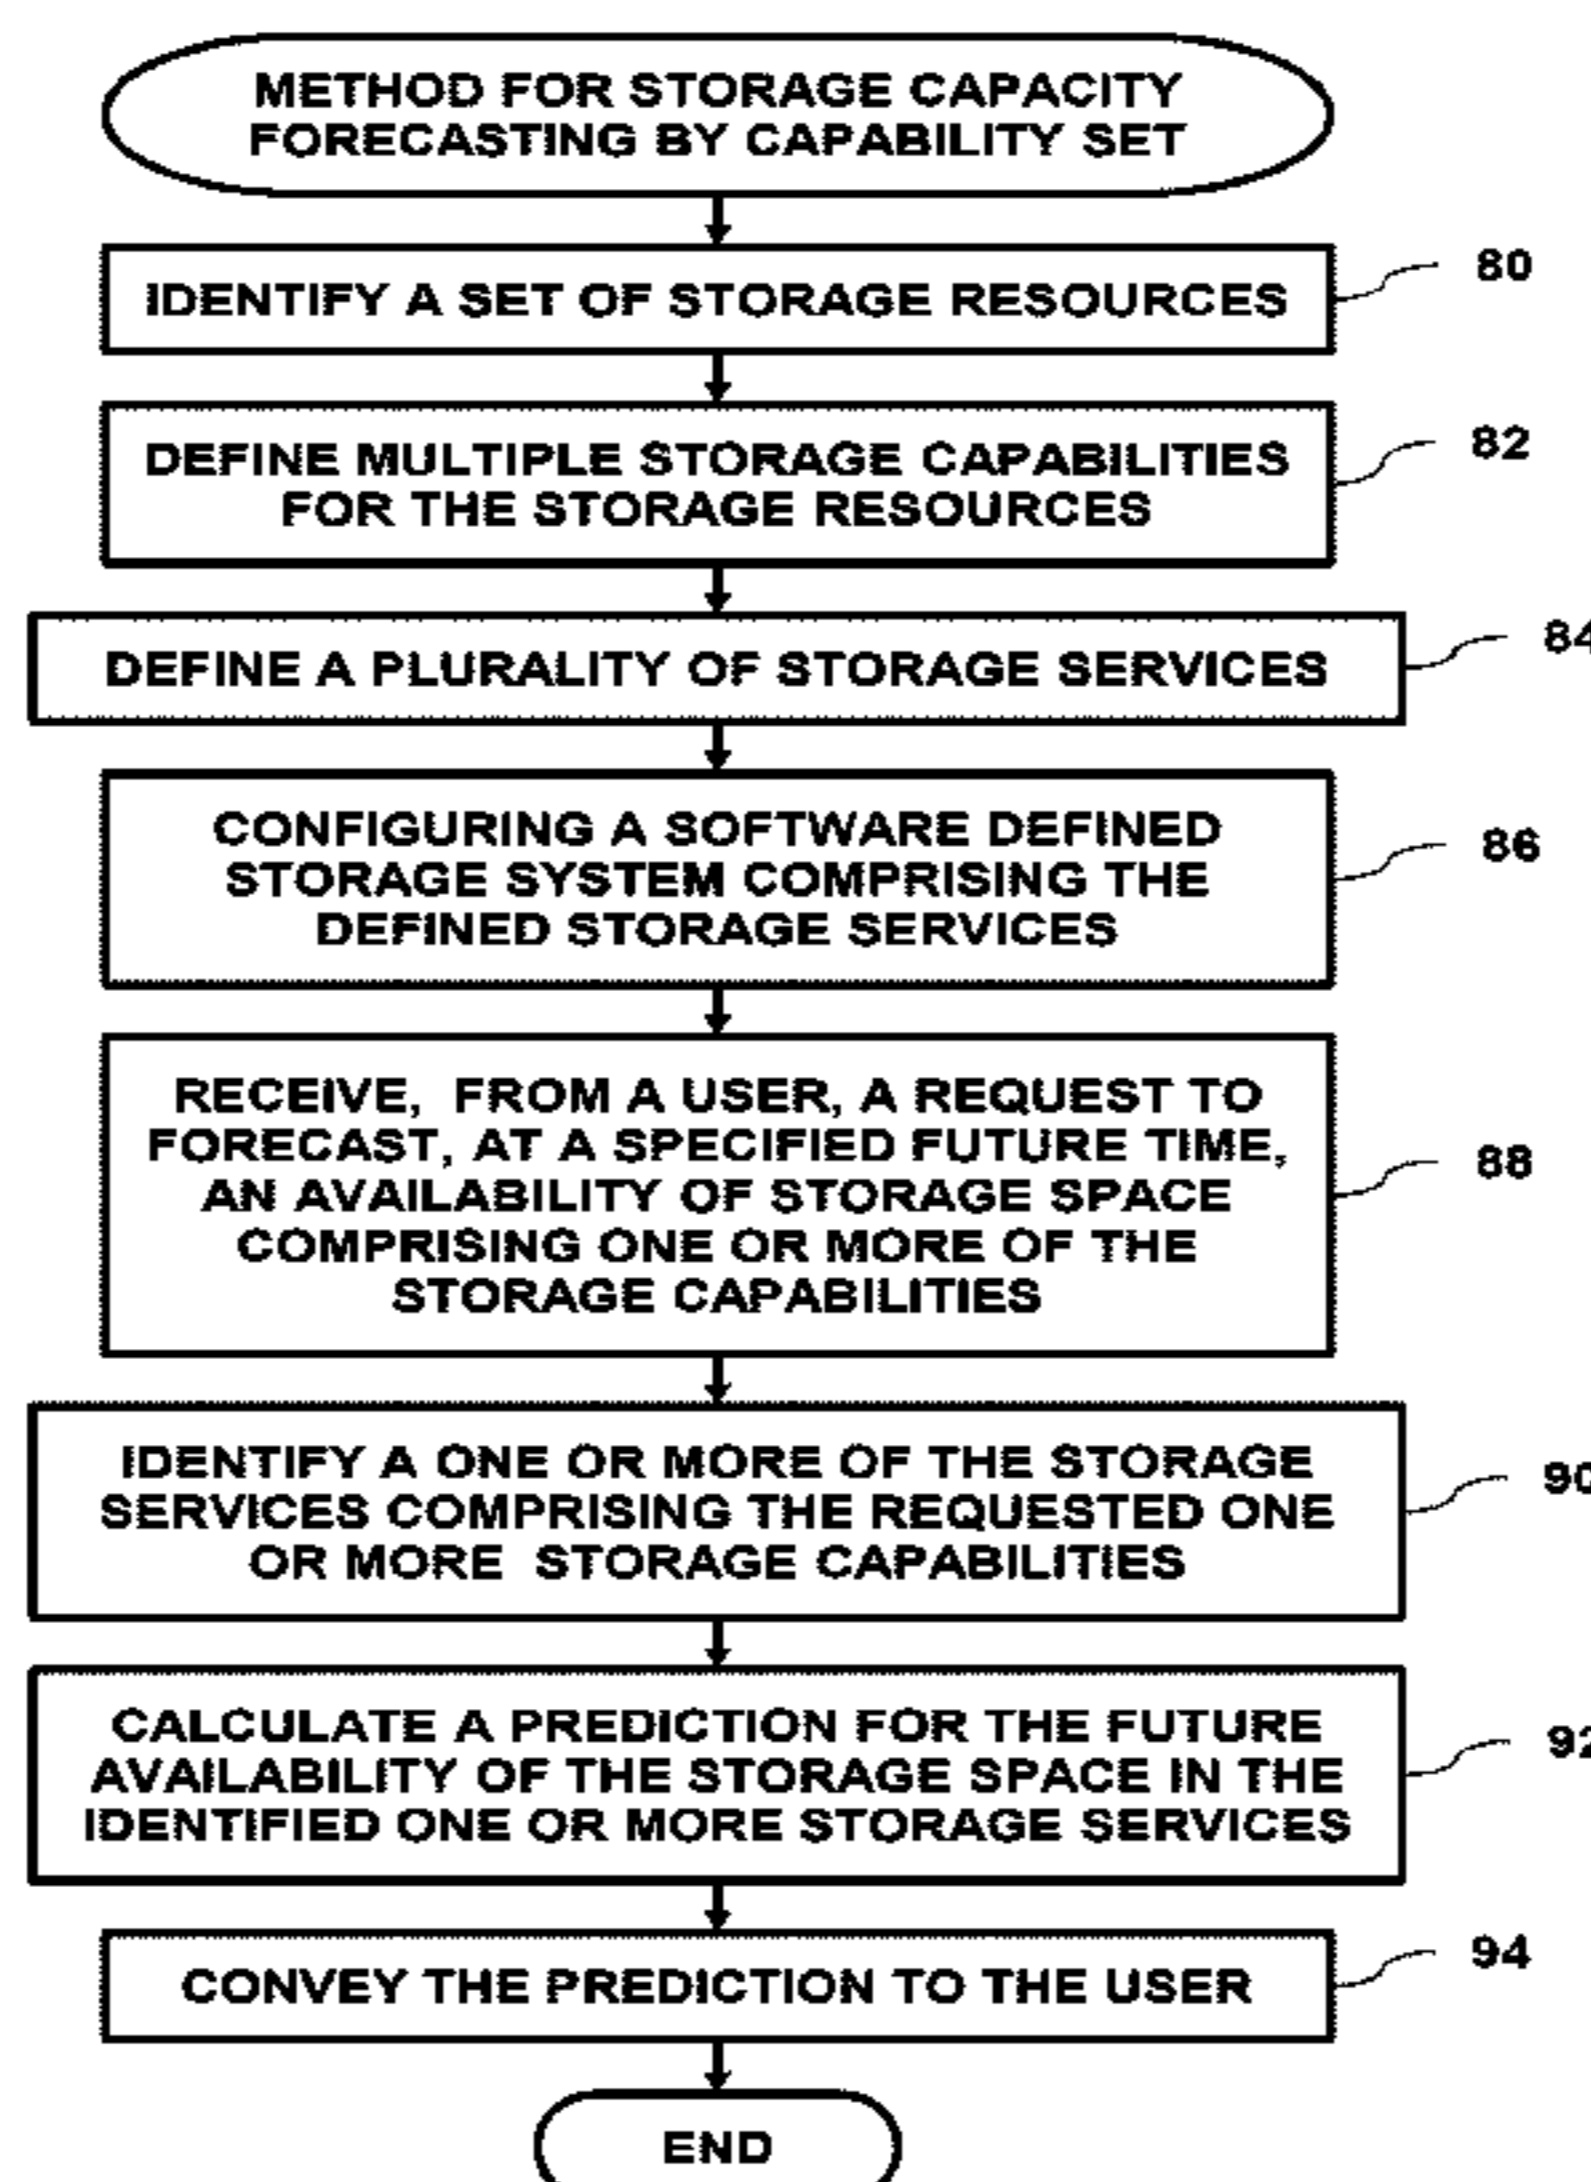 METHOD FOR STORAGE CAPACITY
FORECASTING BY CAPABILITY SET
IDENTIFY A SET OF STORAGE RESOURCES
80
DEFINE MULTIPLE STORAGE CAPABILITIES
FOR THE STORAGE RESOURCES
82
DEFINE A PLURALITY OF STORAGE SERVICES
84
CONFIGURING A SOFTWARE DEFINED
STORAGE SYSTEM COMPRISING THE
DEFINED STORAGE SERVICES
86
RECEIVE, FROM A USER, A REQUEST TO
FORECAST, AT A SPECIFIED FUTURE TIME,
AN AVAILABILITY OF STORAGE SPACE
COMPRISING ONE OR MORE OF THE
STORAGE CAPABILITIES
88
IDENTIFY A ONE OR MORE OF THE STORAGE
SERVICES COMPRISING THE REQUESTED ONE
OR MORE STORAGE CAPABILITIES
90
CALCULATE A PREDICTION FOR THE FUTURE
AVAILABILITY OF THE STORAGE SPACE IN THE
IDENTIFIED ONE OR MORE STORAGE SERVICES
92
CONVEY THE PREDICTION TO THE USER
94
END